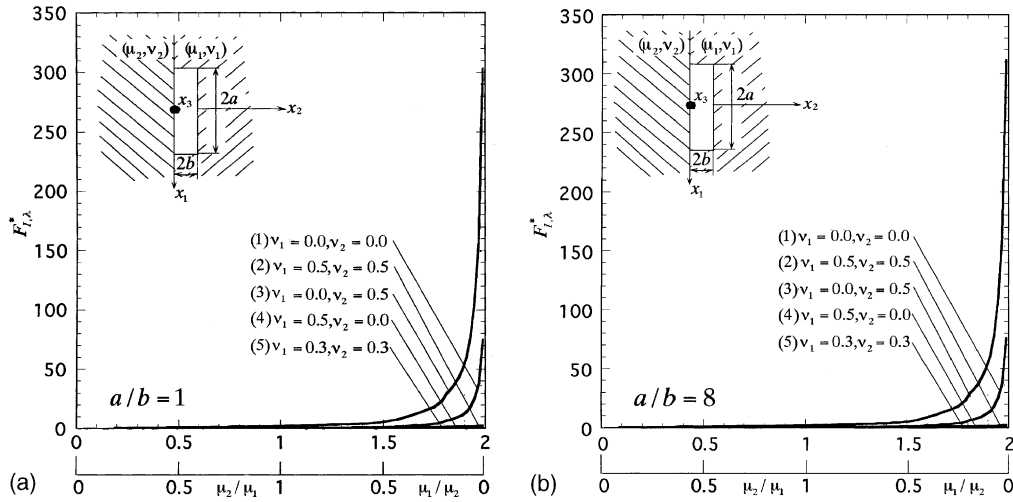 350
300
250
200
150
100
50
0
F*I,λ
(μ2,ν2) (μ1,ν1)
x3
2a
x2
2b
x1
(1) ν1 = 0.0, ν2 = 0.0
(2) ν1 = 0.5, ν2 = 0.5
(3) ν1 = 0.0, ν2 = 0.5
(4) ν1 = 0.5, ν2 = 0.0
(5) ν1 = 0.3, ν2 = 0.3
a/b=1
0 0.5 1 1.5 2
(a) 0 0.5 μ2/μ1 1 μ1/μ2 0.5 0
350
300
250
200
150
100
50
0
F*I,λ
(μ2,ν2) (μ1,ν1)
x3
2a
x2
2b
x1
(1) ν1 = 0.0, ν2 = 0.0
(2) ν1 = 0.5, ν2 = 0.5
(3) ν1 = 0.0, ν2 = 0.5
(4) ν1 = 0.5, ν2 = 0.0
(5) ν1 = 0.3, ν2 = 0.3
a/b=8
0 0.5 1 1.5 2
(b) 0 0.5 μ2/μ1 1 0.5 μ1/μ2 0